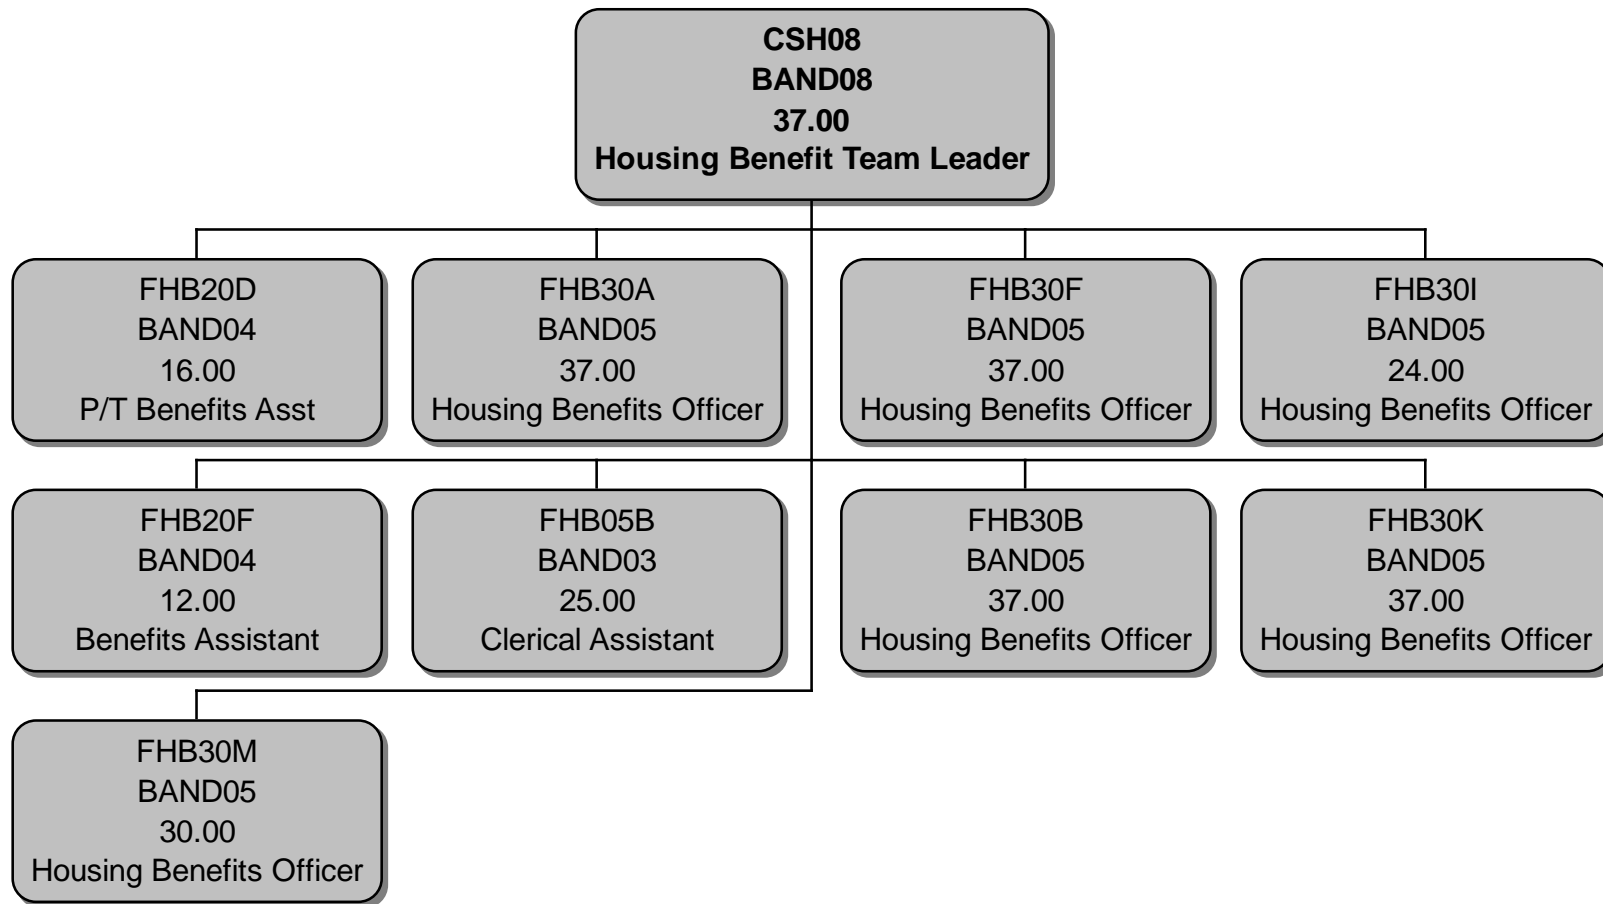 CSH08
BAND08
37.00
Housing Benefit Team Leader
FHB20D
BAND04
16.00
P/T Benefits Asst
FHB30A
BAND05
37.00
Housing Benefits Officer
FHB30F
BAND05
37.00
Housing Benefits Officer
FHB30I
BAND05
24.00
Housing Benefits Officer
FHB20F
BAND04
12.00
Benefits Assistant
FHB05B
BAND03
25.00
Clerical Assistant
FHB30B
BAND05
37.00
Housing Benefits Officer
FHB30K
BAND05
37.00
Housing Benefits Officer
FHB30M
BAND05
30.00
Housing Benefits Officer